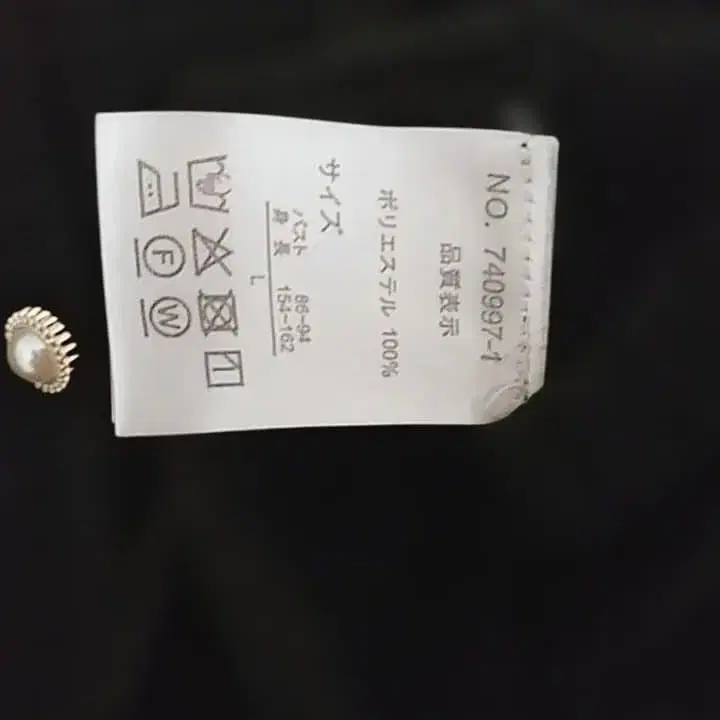 NO. 740997-1
品質表示
ポリエステル 100%
サイズ
バスト 86~94
身長 154~162
L
F W